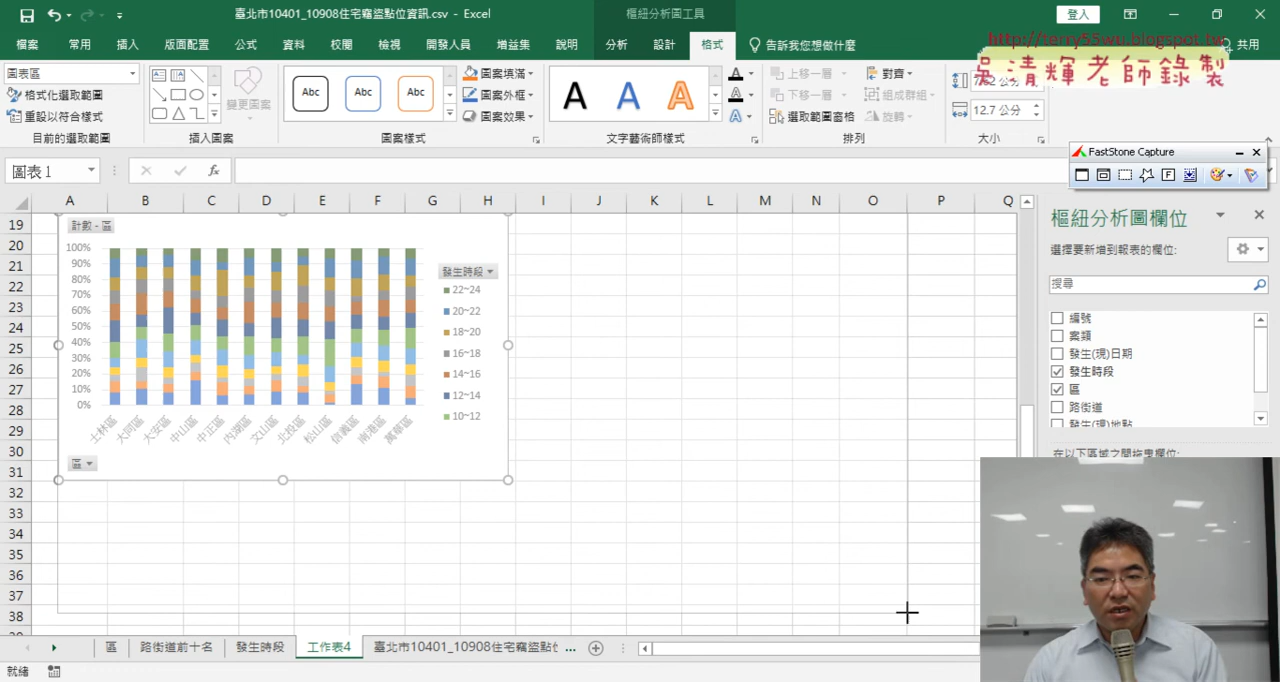 臺北市10401_10908住宅竊盜點位資訊.csv - Excel
樞紐分析圖工具
登入
檔案 常用 插入 版面配置 公式 資料 校閱 檢視 開發人員 增益集 說明 分析 設計 格式 告訴我您想做什麼 共用
http://terry55wu.blogspot.tw
吳清輝老師錄製
圖表區
格式化選取範圍
重設以符合樣式
目前的選取範圍
變更圖案
插入圖案
Abc Abc Abc
圖案填滿
圖案外框
圖案效果
圖案樣式
A A A
文字藝術師樣式
上移一層
下移一層
選取範圍窗格
對齊
組成群組
旋轉
排列
12.7 公分
大小
FastStone Capture
圖表 1
fx
A B C D E F G H I J K L M N O P Q
19
20
21
22
23
24
25
26
27
28
29
30
31
32
33
34
35
36
37
38
計數 - 區
100%
90%
80%
70%
60%
50%
40%
30%
20%
10%
0%
士林區 大同區 大安區 中山區 中正區 內湖區 文山區 北投區 松山區 信義區 南港區 萬華區
區
發生時段
22~24
20~22
18~20
16~18
14~16
12~14
10~12
樞紐分析圖欄位
選擇要新增到報表的欄位:
搜尋
編號
案類
發生(現)日期
發生時段
區
路街道
發生(現)地點
在以下區域之間拖曳欄位:
區 路街道前十名 發生時段 工作表4 臺北市10401_10908住宅竊盜點位 ...
就緒